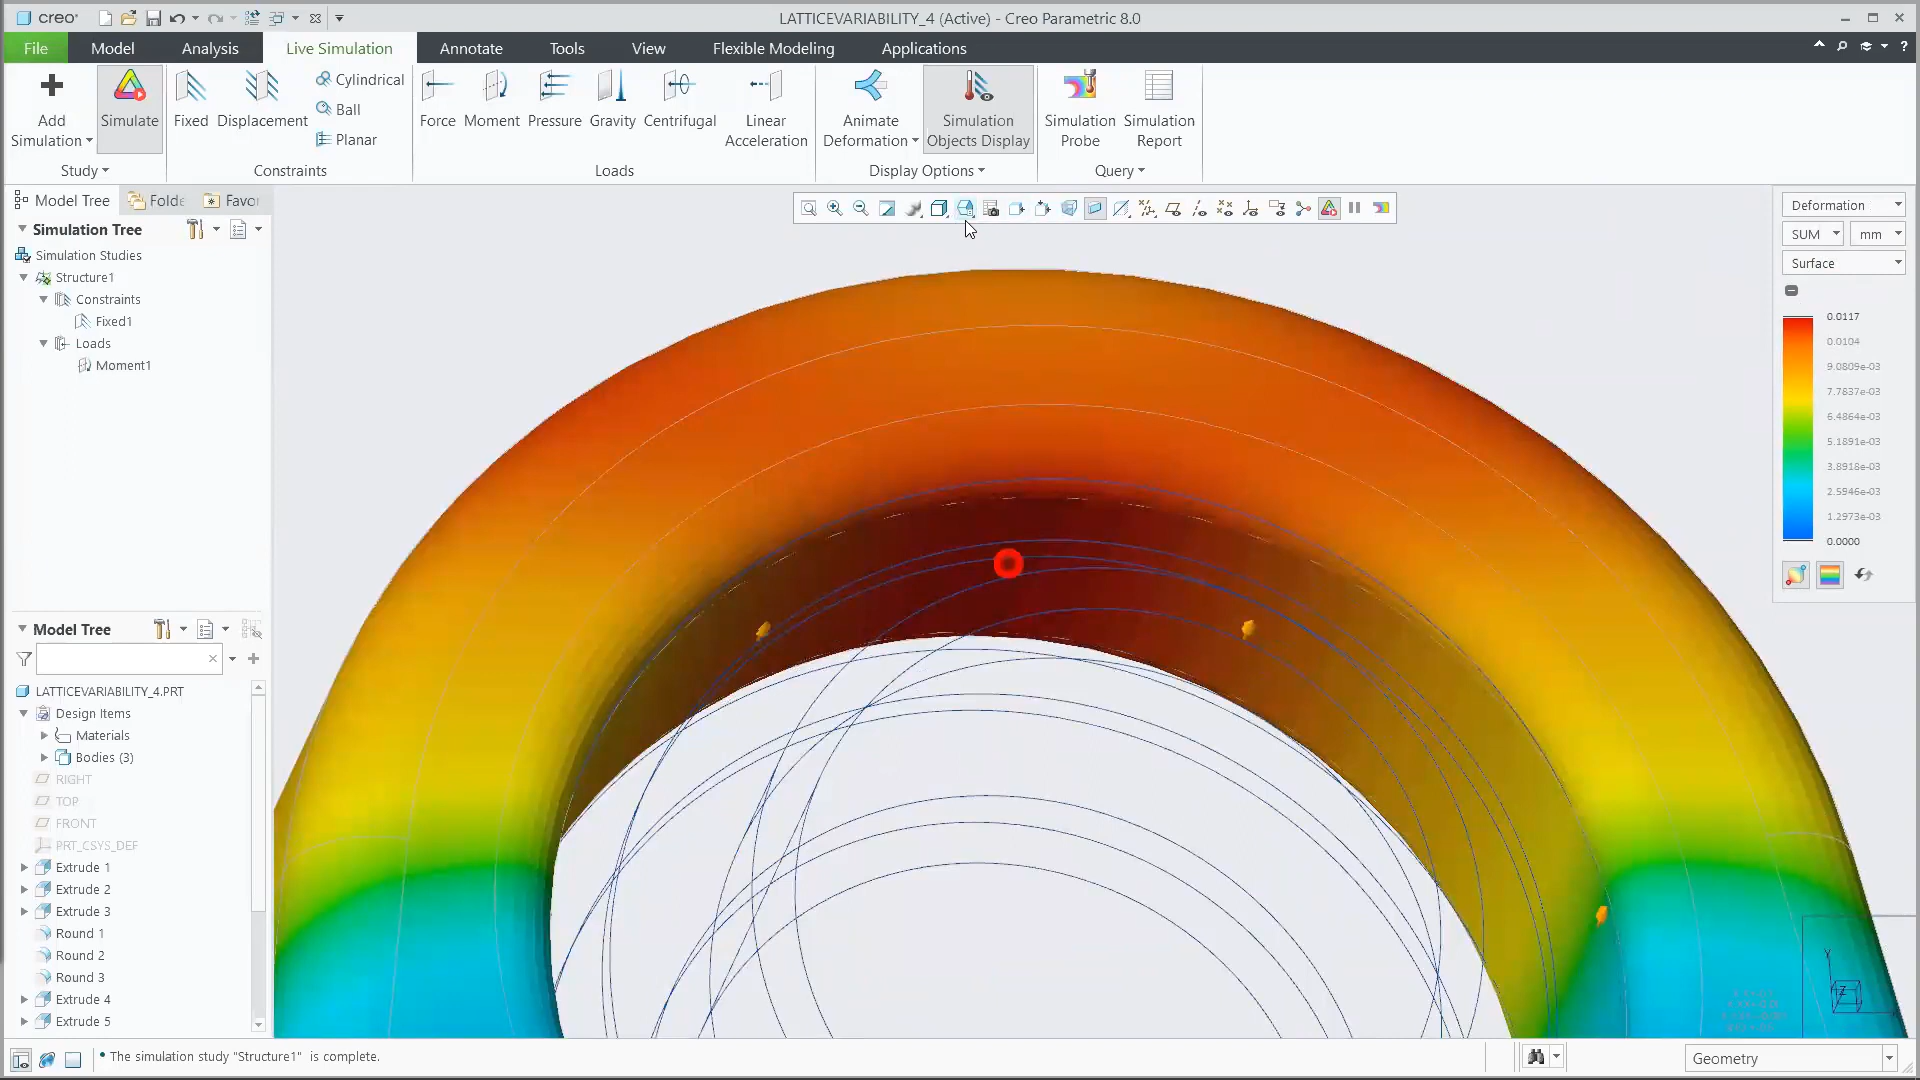 creo
LATTICEVARIABILITY_4 (Active) - Creo Parametric 8.0
File
Model
Analysis
Live Simulation
Annotate
Tools
View
Flexible Modeling
Applications
Add
Simulation
Simulate
Fixed
Displacement
Cylindrical
Ball
Planar
Force
Moment
Pressure
Gravity
Centrifugal
Linear
Acceleration
Animate
Deformation
Simulation
Objects Display
Simulation
Probe
Simulation
Report
Study
Constraints
Loads
Display Options
Query
Model Tree
Folde
Favor
Simulation Tree
Simulation Studies
Structure1
Constraints
Fixed1
Loads
Moment1
Model Tree
LATTICEVARIABILITY_4.PRT
Design Items
Materials
Bodies (3)
RIGHT
TOP
FRONT
PRT_CSYS_DEF
Extrude 1
Extrude 2
Extrude 3
Round 1
Round 2
Round 3
Extrude 4
Extrude 5
Deformation
SUM
mm
Surface
0.0117
0.0104
9.0809e-03
7.7837e-03
6.4864e-03
5.1891e-03
3.8918e-03
2.5946e-03
1.2973e-03
0.0000
Y
Z
The simulation study "Structure1" is complete.
Geometry